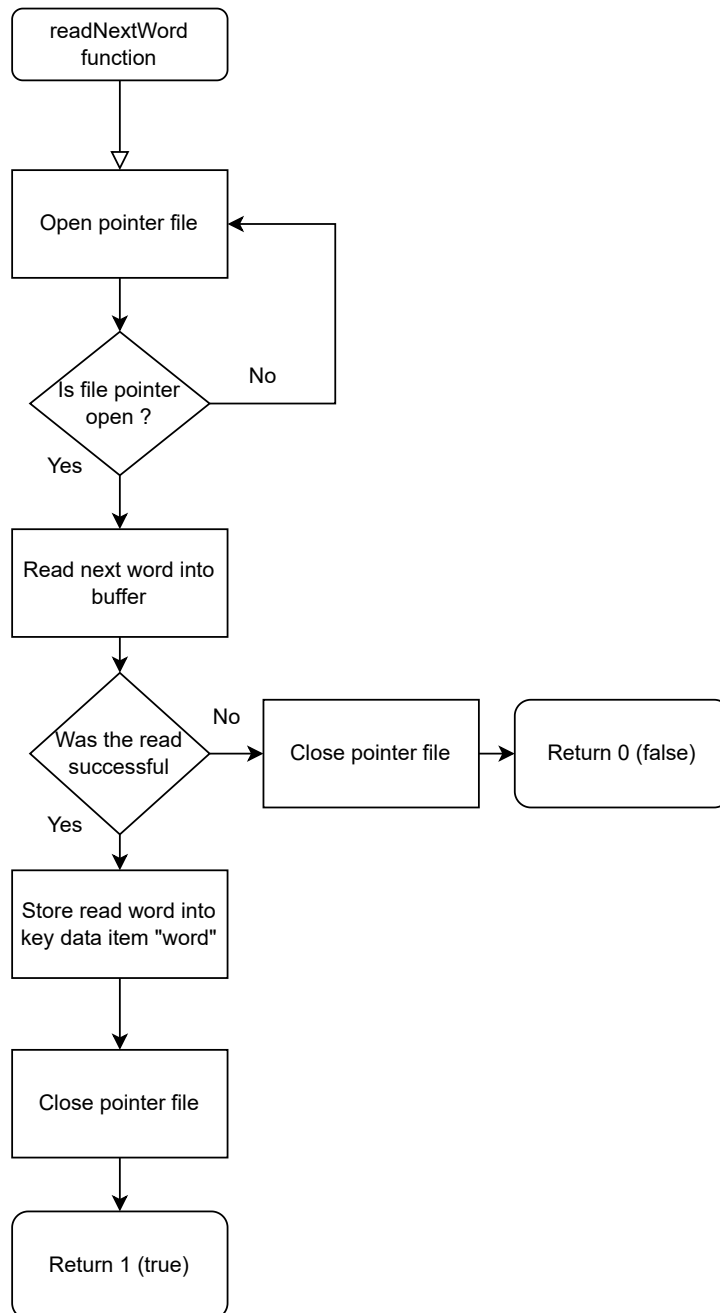 readNextWord
function
Open pointer file
Is file pointer
open ?
No
Yes
Read next word into
buffer
Was the read
successful
No
Close pointer file
Return 0 (false)
Yes
Store read word into
key data item "word"
Close pointer file
Return 1 (true)